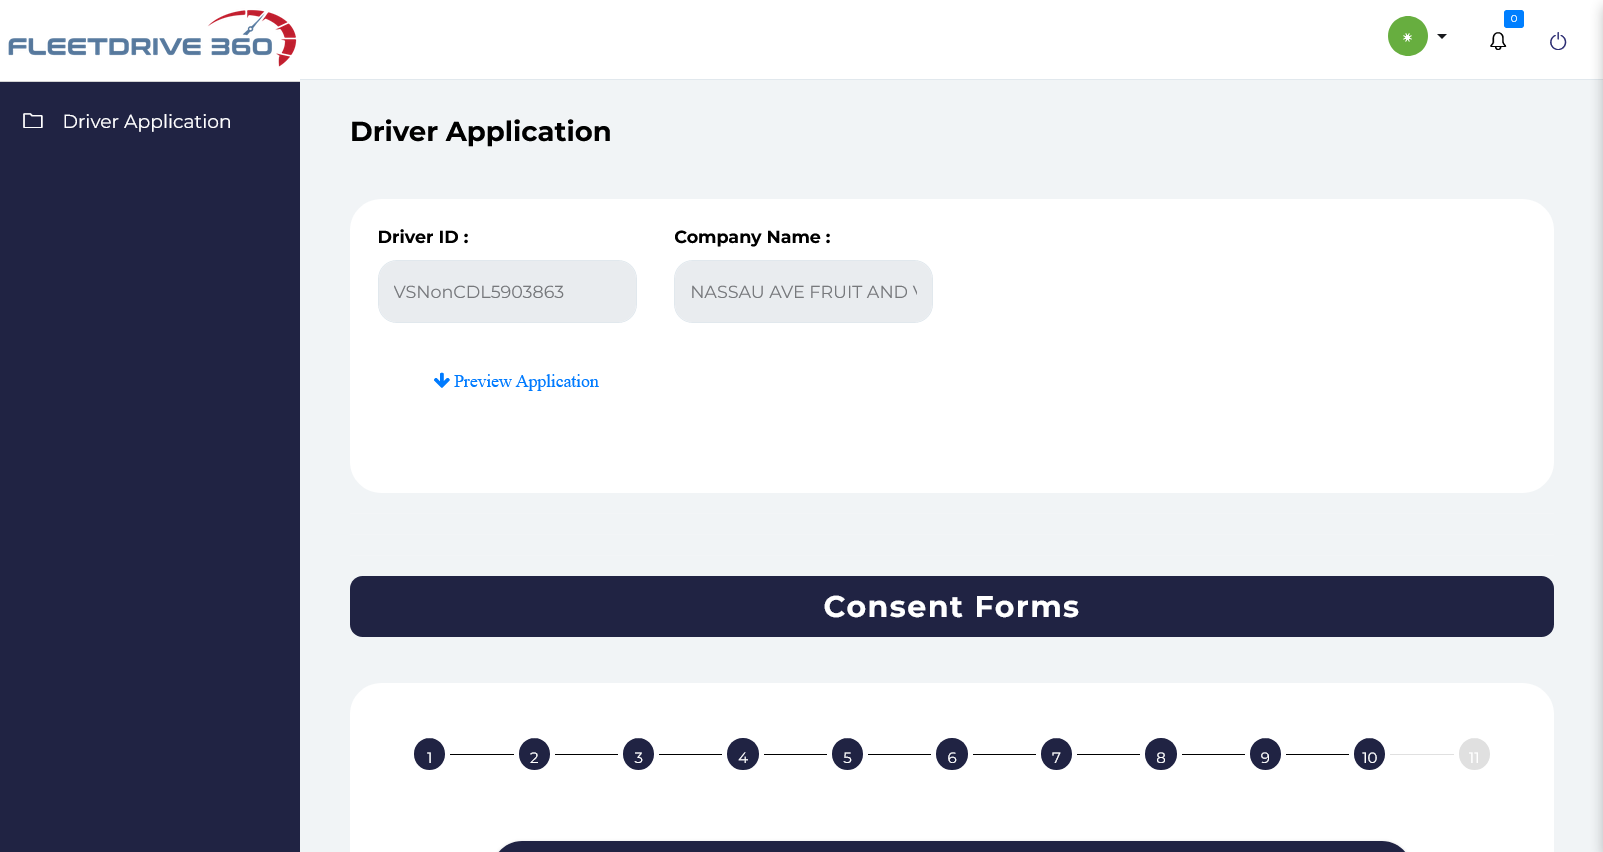 FLEETDRIVE 360
0
Driver Application
Driver Application
Driver ID :
Company Name :
VSNonCDL5903863
NASSAU AVE FRUIT AND
Preview Application
Consent Forms
1 2 3 4 5 6 7 8 9 10 11